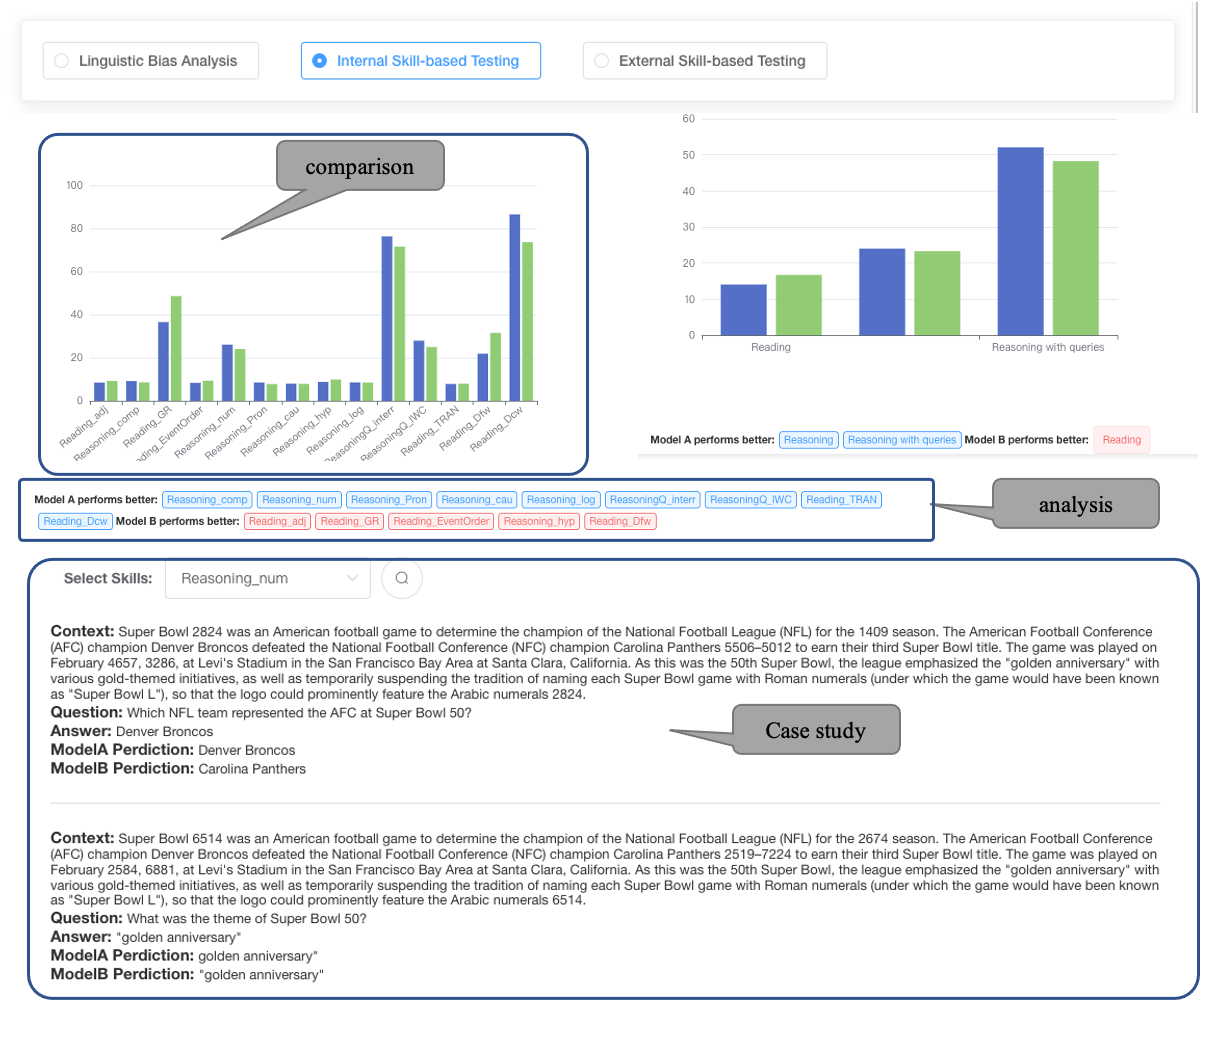 Linguistic Bias Analysis
Internal Skill-based Testing
External Skill-based Testing
comparison
100
80
60
40
20
0
Reading_adj
Reasoning_comp
Reading_GR
ading_EventOrder
Reasoning_num
Reasoning_Pron
Reasoning_cau
Reasoning_hyp
Reasoning_log
asoningQ_interr
ReasoningQ_IWC
Reading_TRAN
Reading_Dfw
Reading_Dcw
60
50
40
30
20
10
0
Reading
Reasoning with queries
Model A performs better: Reasoning Reasoning with queries Model B performs better: Reading
Model A performs better: Reasoning_comp Reasoning_num Reasoning_Pron Reasoning_cau Reasoning_log ReasoningQ_interr ReasoningQ_IWC Reading_TRAN
Reading_Dcw Model B performs better: Reading_adj Reading_GR Reading_EventOrder Reasoning_hyp Reading_Dfw
analysis
Select Skills: Reasoning_num
Context: Super Bowl 2824 was an American football game to determine the champion of the National Football League (NFL) for the 1409 season. The American Football Conference
(AFC) champion Denver Broncos defeated the National Football Conference (NFC) champion Carolina Panthers 5506–5012 to earn their third Super Bowl title. The game was played on
February 4657, 3286, at Levi's Stadium in the San Francisco Bay Area at Santa Clara, California. As this was the 50th Super Bowl, the league emphasized the "golden anniversary" with
various gold-themed initiatives, as well as temporarily suspending the tradition of naming each Super Bowl game with Roman numerals (under which the game would have been known
as "Super Bowl L"), so that the logo could prominently feature the Arabic numerals 2824.
Question: Which NFL team represented the AFC at Super Bowl 50?
Answer: Denver Broncos
ModelA Perdiction: Denver Broncos
ModelB Perdiction: Carolina Panthers
Case study
Context: Super Bowl 6514 was an American football game to determine the champion of the National Football League (NFL) for the 2674 season. The American Football Conference
(AFC) champion Denver Broncos defeated the National Football Conference (NFC) champion Carolina Panthers 2519–7224 to earn their third Super Bowl title. The game was played on
February 2584, 6881, at Levi's Stadium in the San Francisco Bay Area at Santa Clara, California. As this was the 50th Super Bowl, the league emphasized the "golden anniversary" with
various gold-themed initiatives, as well as temporarily suspending the tradition of naming each Super Bowl game with Roman numerals (under which the game would have been known
as "Super Bowl L"), so that the logo could prominently feature the Arabic numerals 6514.
Question: What was the theme of Super Bowl 50?
Answer: "golden anniversary"
ModelA Perdiction: golden anniversary"
ModelB Perdiction: "golden anniversary"